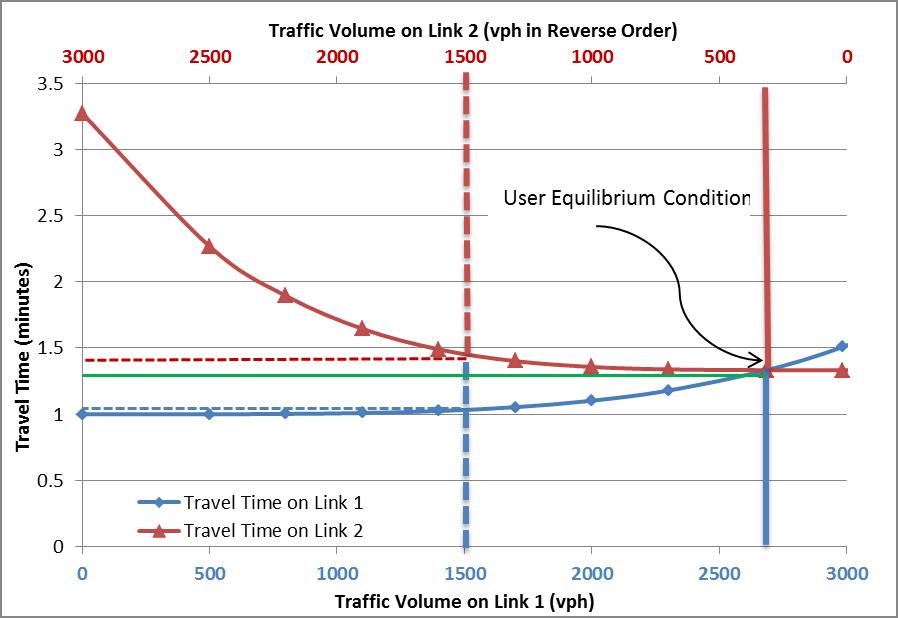 Traffic Volume on Link 2 (vph in Reverse Order)
3000 2500 2000 1500 1000 500 0
3.5
3
2.5
2
1.5
1
0.5
0
Travel Time (minutes)
User Equilibrium Condition
Travel Time on Link 1
Travel Time on Link 2
0 500 1000 1500 2000 2500 3000
Traffic Volume on Link 1 (vph)